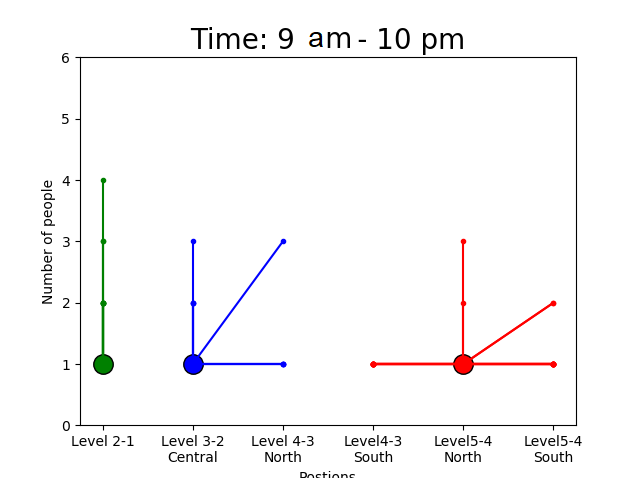 Time: 9 am - 10 pm
6
5
4
3
2
1
0
Number of people
Level 2-1
Level 3-2
Central
Level 4-3
North
Level4-3
South
Level5-4
North
Level5-4
South
Postions